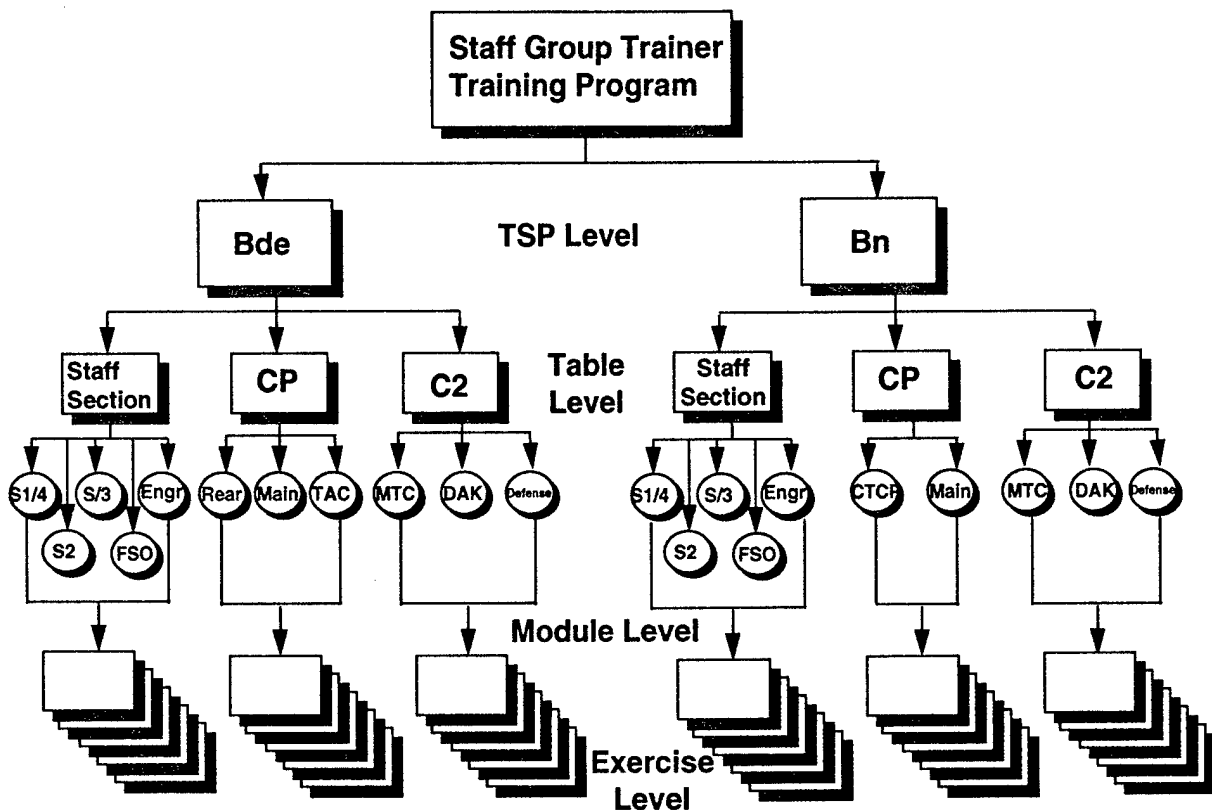 Staff Group Trainer
Training Program
Bde
TSP Level
Bn
Staff
Section
CP
C2
Table
Level
Staff
Section
CP
C2
S1/4
S/3
Engr
Rear
Main
TAC
MTC
DAK
Defense
S1/4
S/3
Engr
CTCP
Main
MTC
DAK
Defense
S2
FSO
S2
FSO
Module Level
Exercise
Level